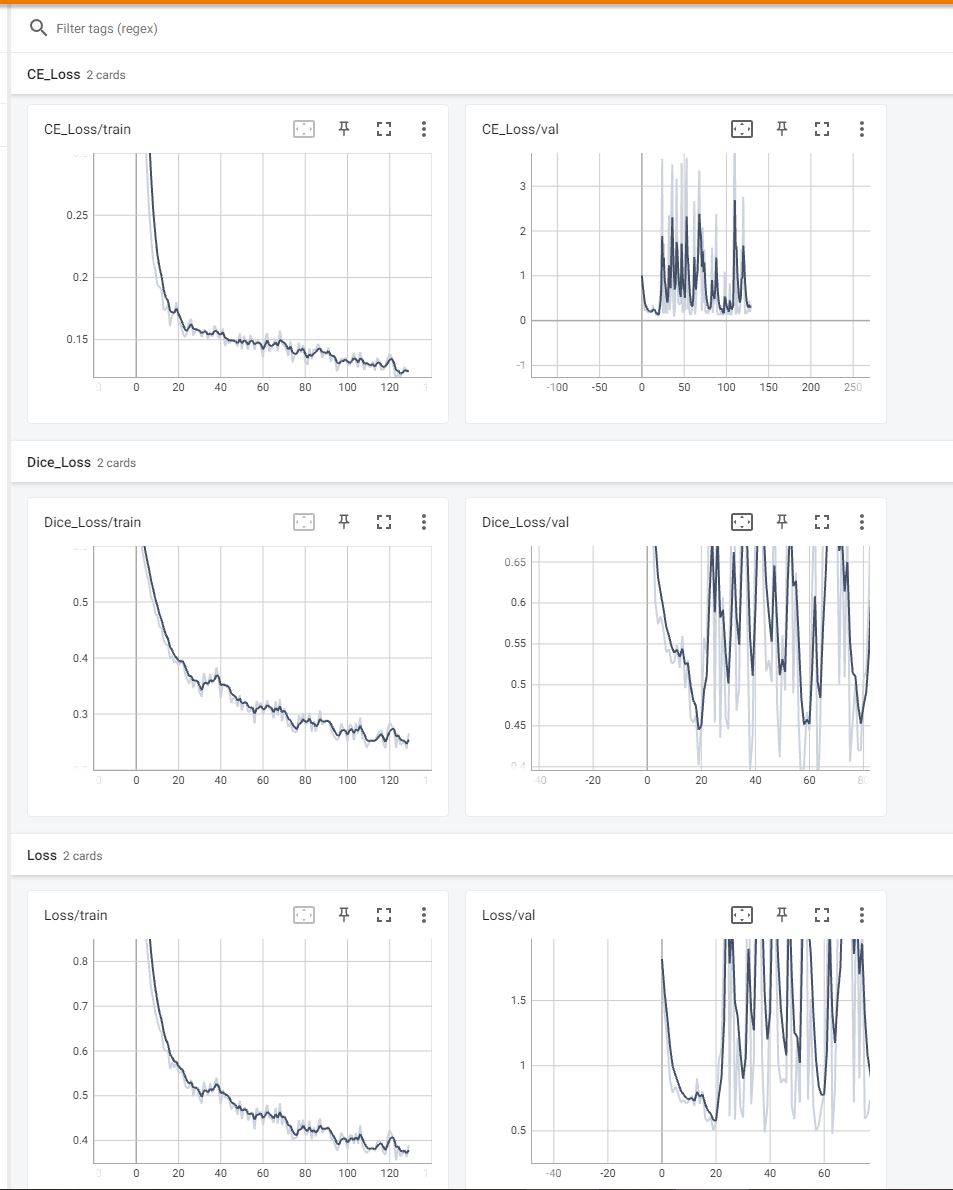 Filter tags (regex)
CE_Loss 2 cards
CE_Loss/train
CE_Loss/val
0.25
0.2
0.15
0 20 40 60 80 100 120
3
2
1
0
-1
-100 -50 0 50 100 150 200 250
Dice_Loss 2 cards
Dice_Loss/train
Dice_Loss/val
0.5
0.4
0.3
0 20 40 60 80 100 120
0.65
0.6
0.55
0.5
0.45
0.4
-40 -20 0 20 40 60 80
Loss 2 cards
Loss/train
Loss/val
0.8
0.7
0.6
0.5
0.4
0 20 40 60 80 100 120
1.5
1
0.5
-40 -20 0 20 40 60